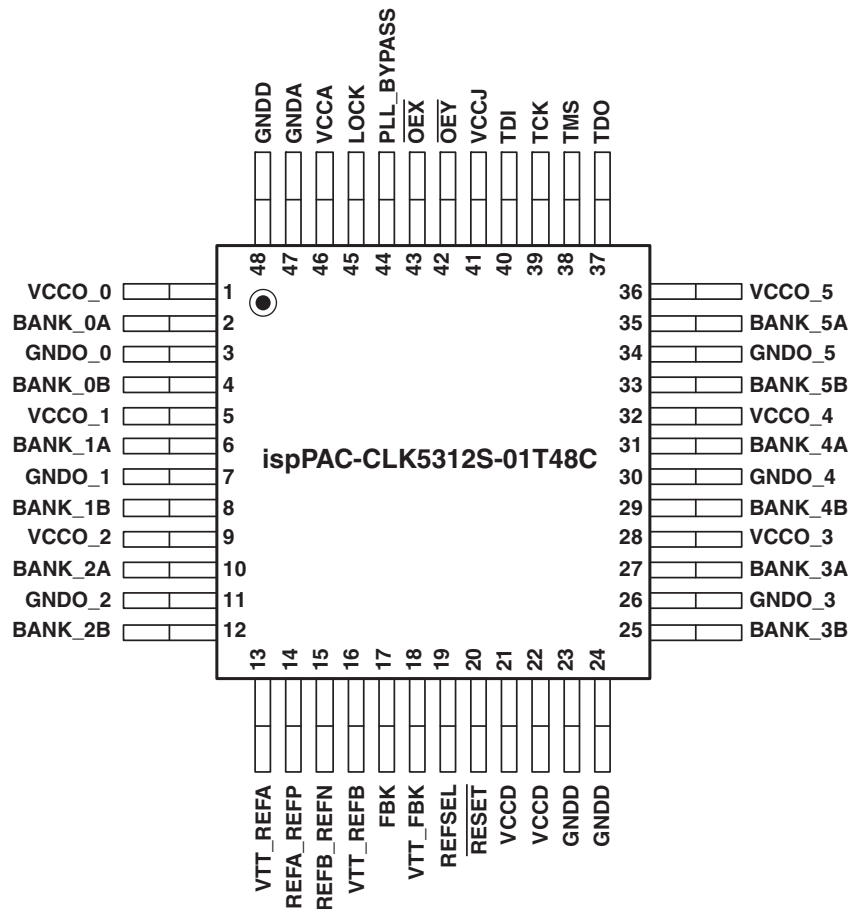 GNDD
GNDA
VCCA
LOCK
PLL_BYPASS
OEX
OEY
VCCJ
TDI
TCK
TMS
TDO
48
47
46
45
44
43
42
41
40
39
38
37
VCCO_0 1
BANK_0A 2
GNDO_0 3
BANK_0B 4
VCCO_1 5
BANK_1A 6
GNDO_1 7
BANK_1B 8
VCCO_2 9
BANK_2A 10
GNDO_2 11
BANK_2B 12
ispPAC-CLK5312S-01T48C
36 VCCO_5
35 BANK_5A
34 GNDO_5
33 BANK_5B
32 VCCO_4
31 BANK_4A
30 GNDO_4
29 BANK_4B
28 VCCO_3
27 BANK_3A
26 GNDO_3
25 BANK_3B
13
14
15
16
17
18
19
20
21
22
23
24
VTT_REFA
REFA_REFP
REFB_REFN
VTT_REFB
FBK
VTT_FBK
REFSEL
RESET
VCCD
VCCD
GNDD
GNDD